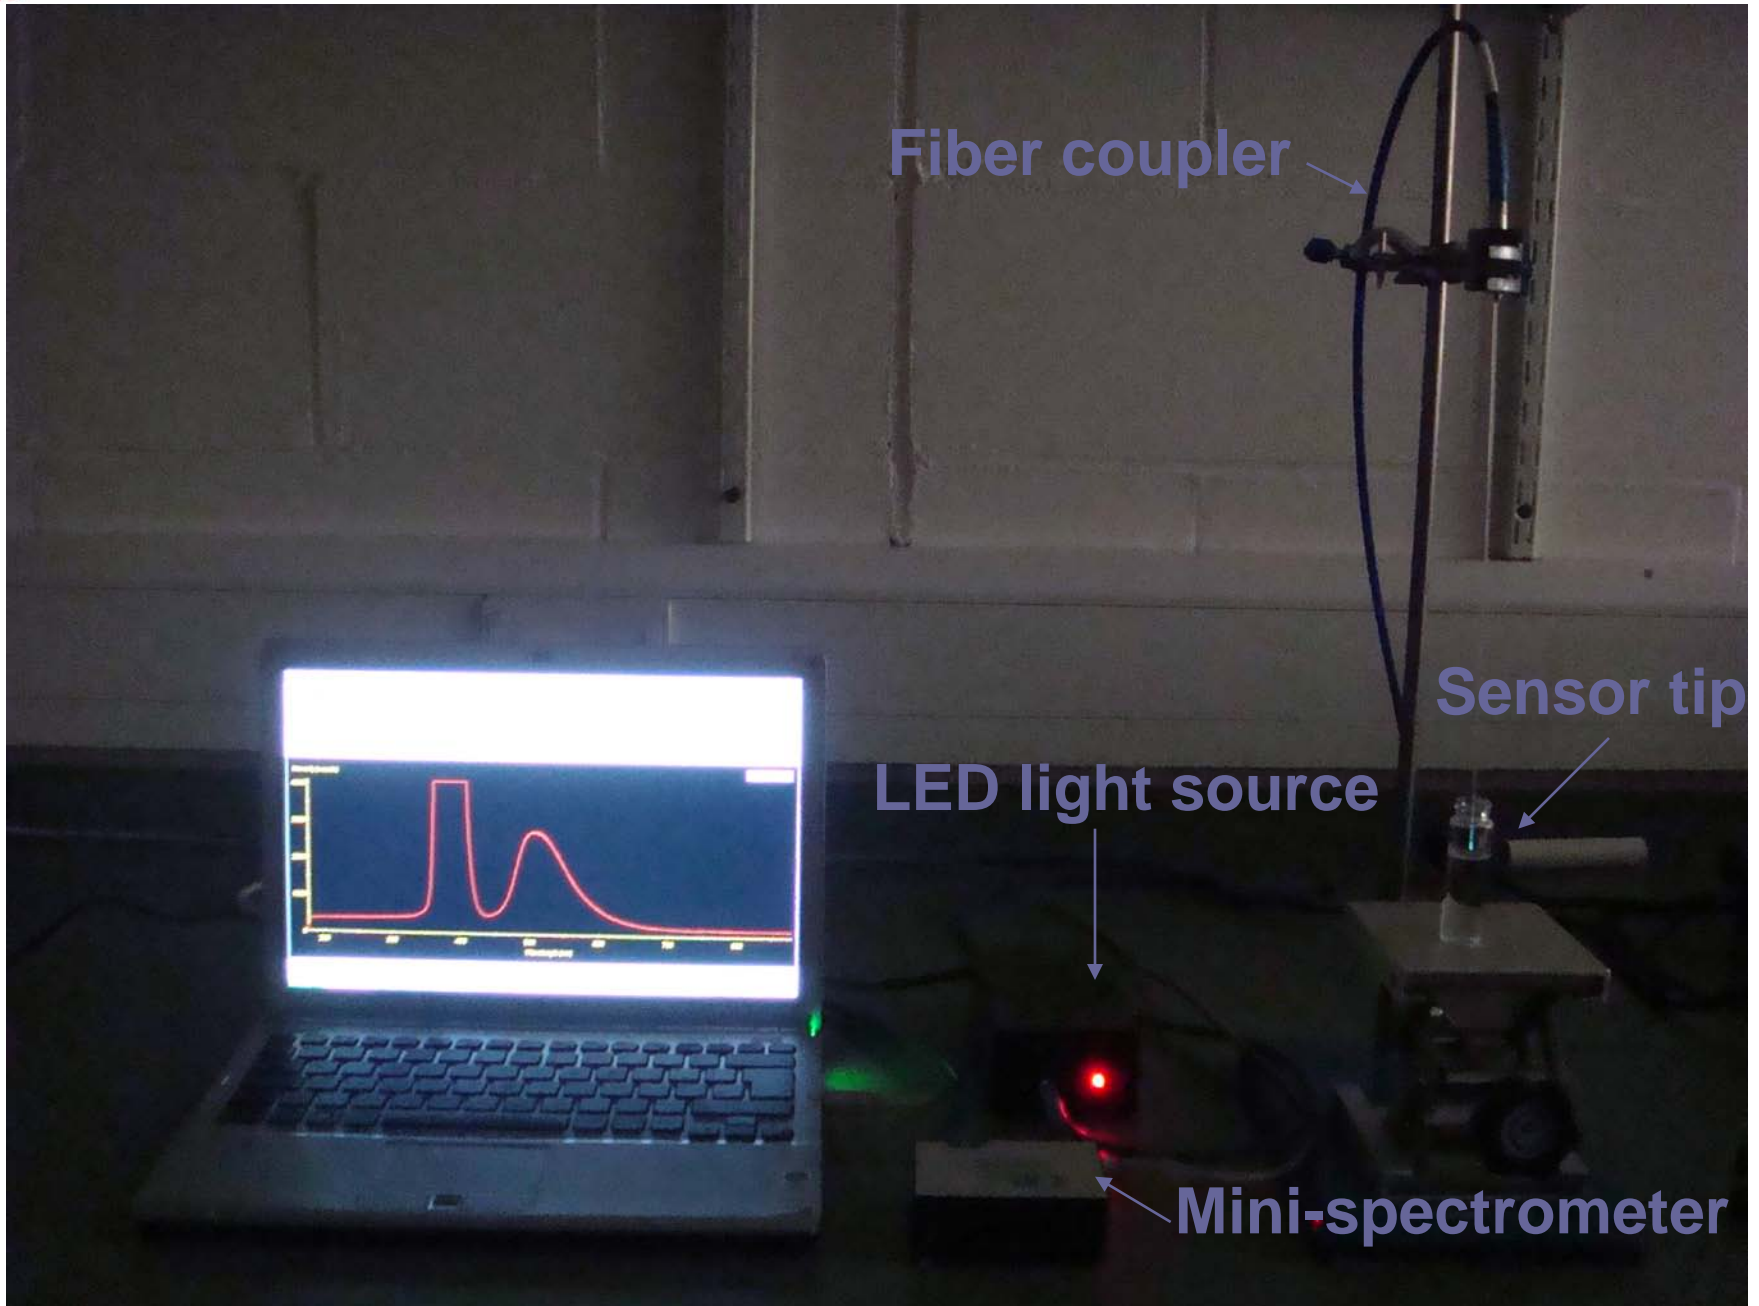 Fiber coupler
Sensor tip
LED light source
Mini-spectrometer